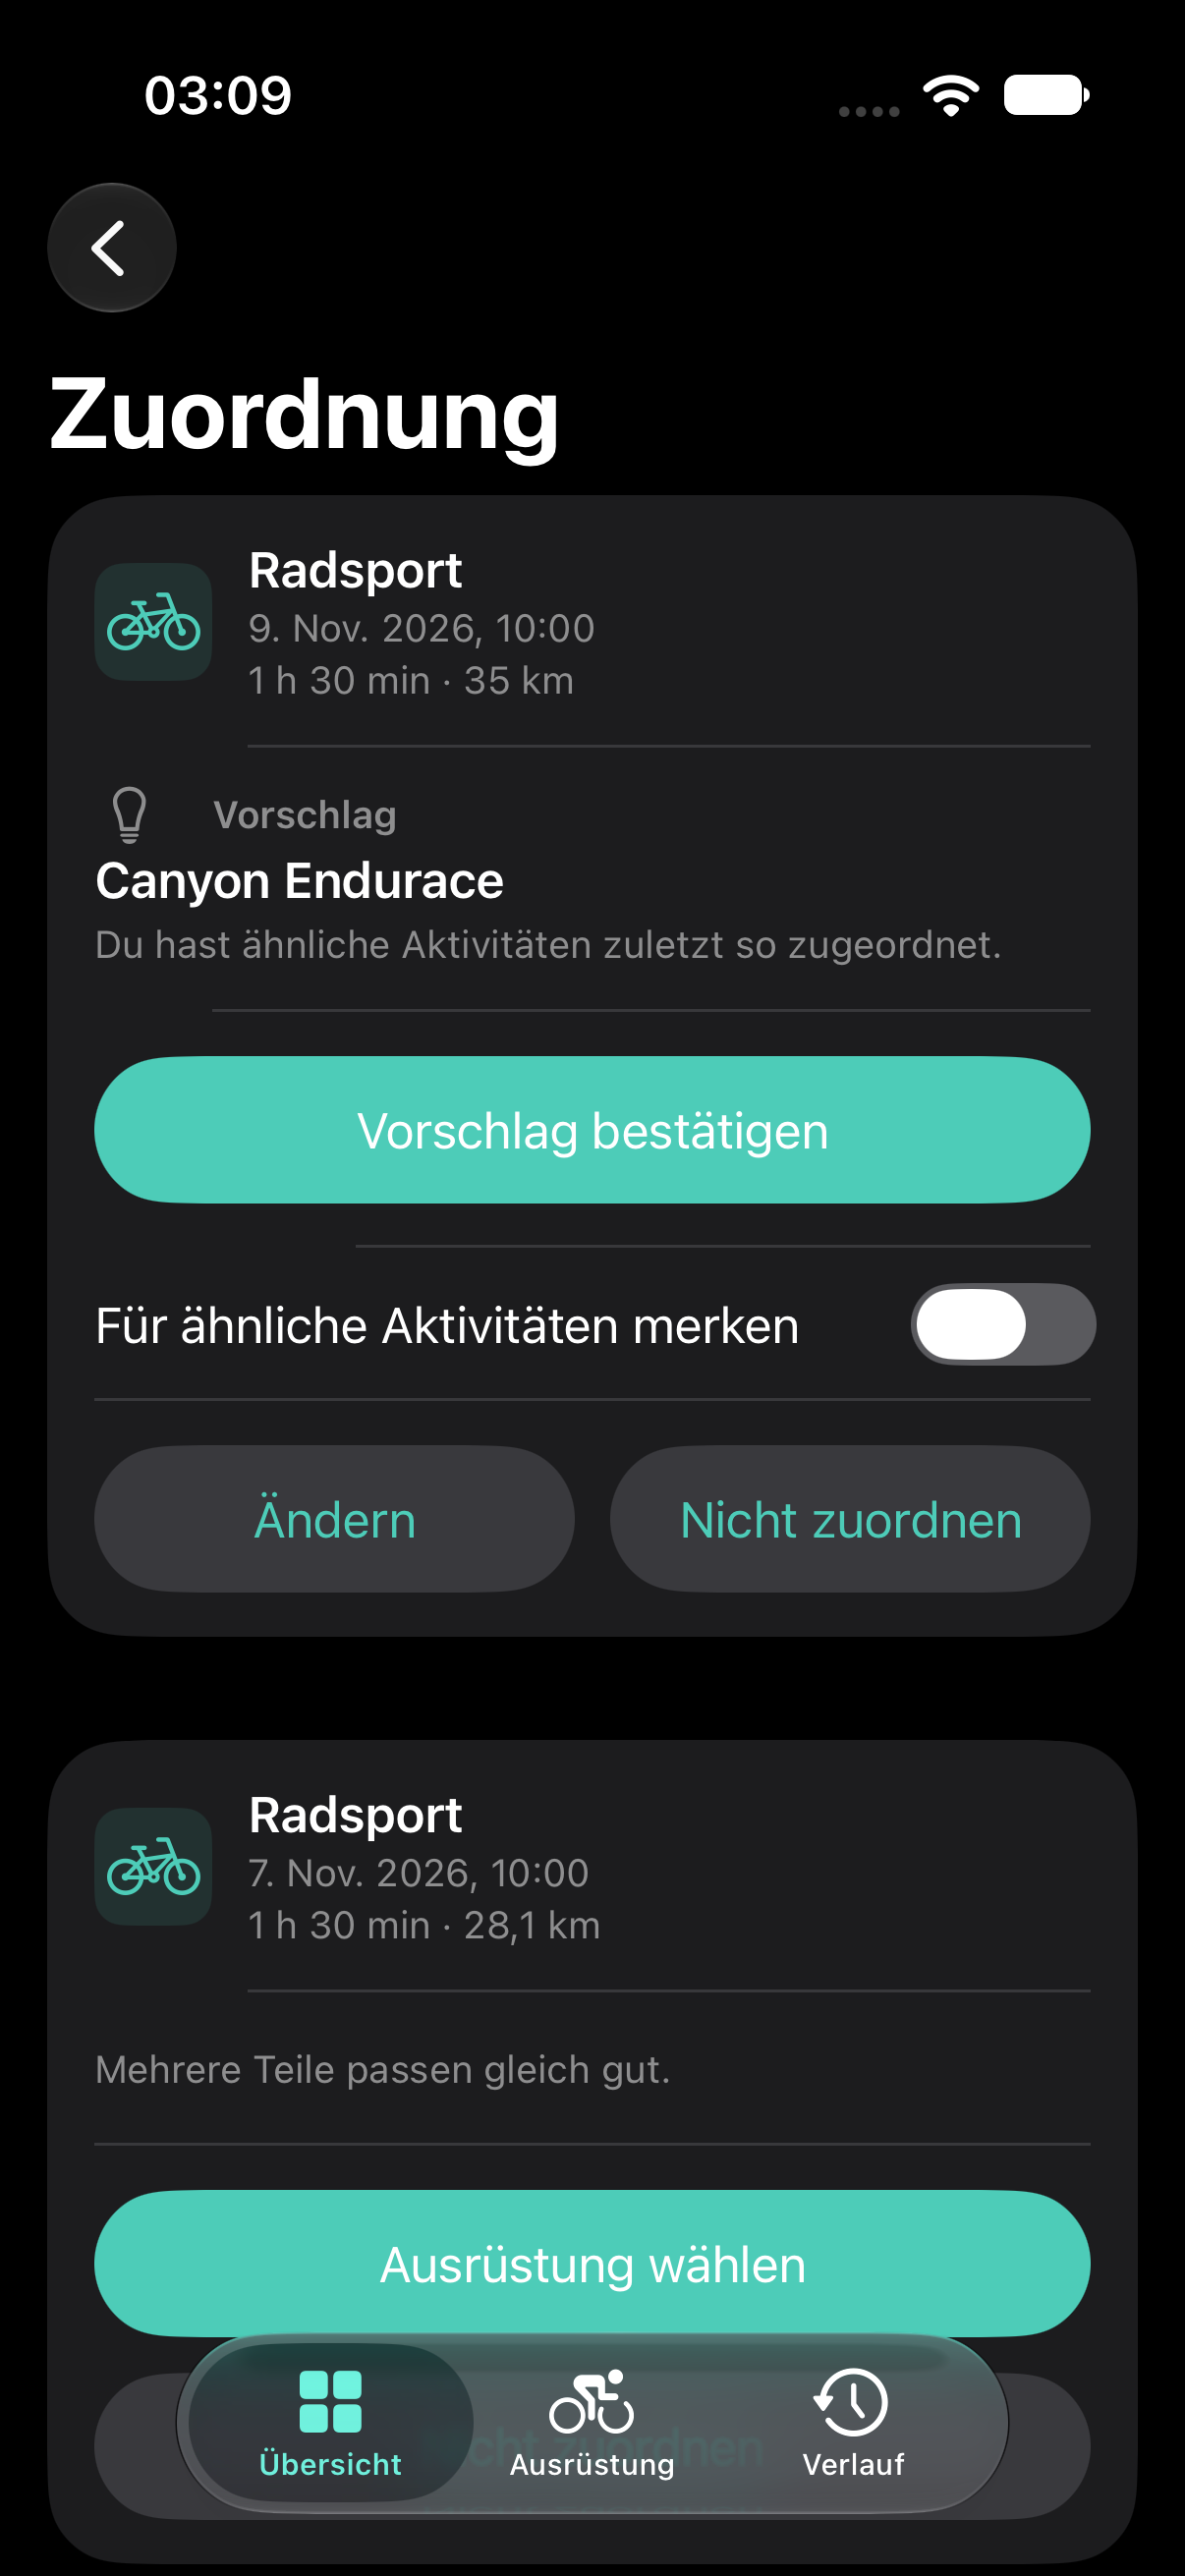 03:09
Zuordnung
Radsport
9. Nov. 2026, 10:00
1 h 30 min · 35 km
Vorschlag
Canyon Endurace
Du hast ähnliche Aktivitäten zuletzt so zugeordnet.
Vorschlag bestätigen
Für ähnliche Aktivitäten merken
Ändern
Nicht zuordnen
Radsport
7. Nov. 2026, 10:00
1 h 30 min · 28,1 km
Mehrere Teile passen gleich gut.
Ausrüstung wählen
Übersicht
Ausrüstung
Verlauf